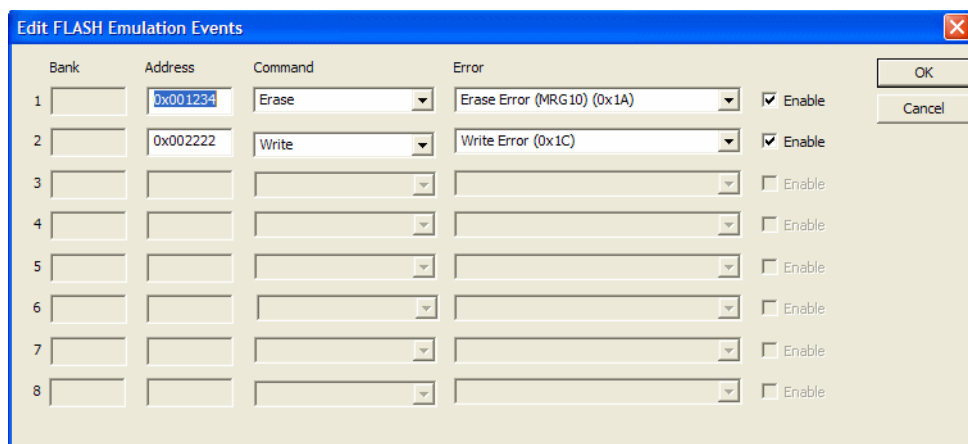 Edit FLASH Emulation Events
Bank Address Command Error
OK
1 0x001234 Erase Erase Error (MRG10) (0x1A) Enable
Cancel
2 0x002222 Write Write Error (0x1C) Enable
3 Enable
4 Enable
5 Enable
6 Enable
7 Enable
8 Enable